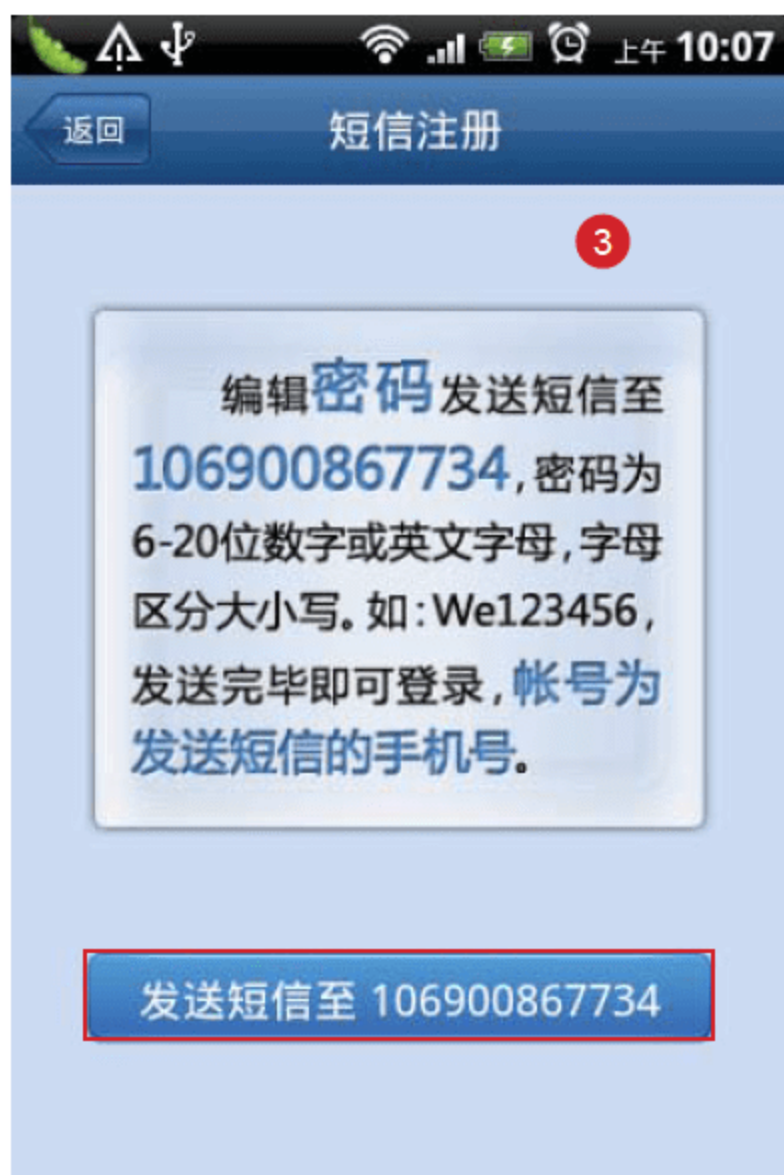 上午 10:07
返回
短信注册
3
编辑密码发送短信至
106900867734,密码为
6-20位数字或英文字母,字母
区分大小写。如:We123456,
发送完毕即可登录,帐号为
发送短信的手机号。
发送短信至 106900867734